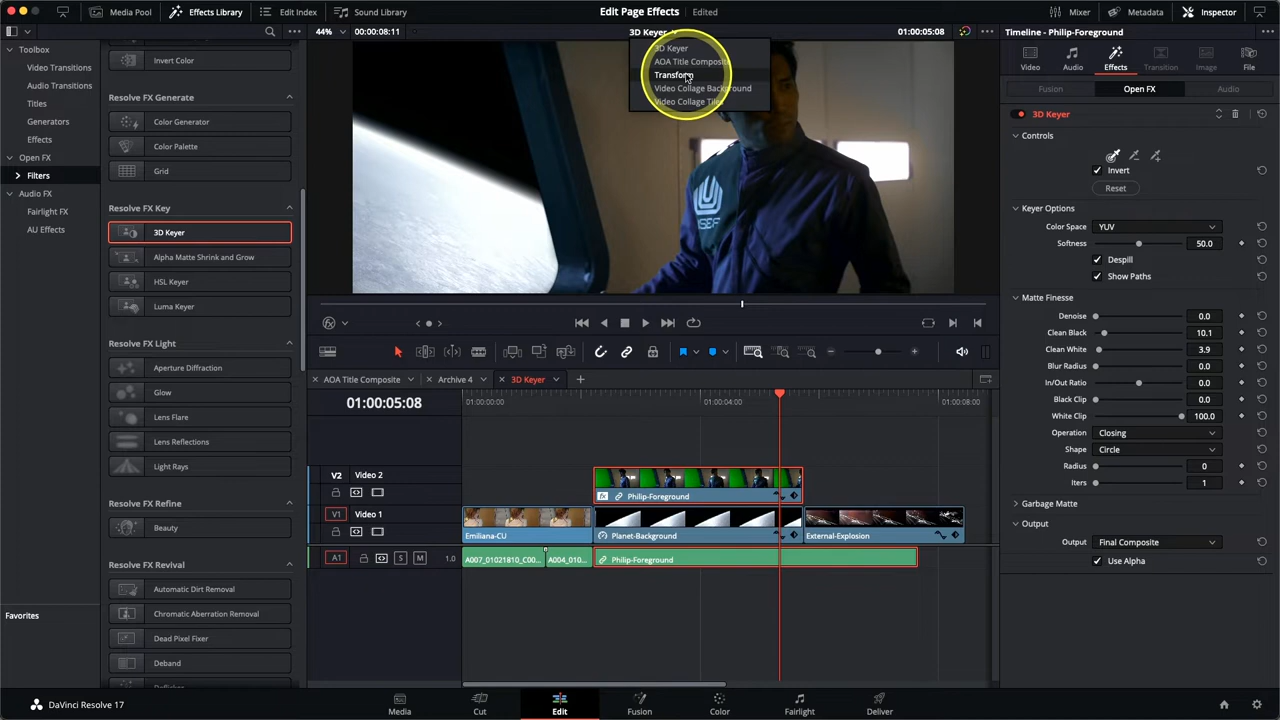 Media Pool
Effects Library
Edit Index
Sound Library
Edit Page Effects
Edited
Mixer
Metadata
Inspector
44%
00:00:08:11
3D Keyer
01:00:05:08
Timeline - Philip-Foreground
Toolbox
Video Transitions
Audio Transitions
Titles
Generators
Effects
Open FX
Filters
Audio FX
Fairlight FX
AU Effects
Favorites
Invert Color
Resolve FX Generate
Color Generator
Color Palette
Grid
Resolve FX Key
3D Keyer
Alpha Matte Shrink and Grow
HSL Keyer
Luma Keyer
Resolve FX Light
Aperture Diffraction
Glow
Lens Flare
Lens Reflections
Light Rays
Resolve FX Refine
Beauty
Resolve FX Revival
Automatic Dirt Removal
Chromatic Aberration Removal
Dead Pixel Fixer
Deband
3D Keyer
AOA Title Composite
Transform
Video Collage Background
Video Collage Tiles
AOA Title Composite
Archive 4
3D Keyer
01:00:05:08
01:00:00:00
01:00:04:00
01:00:08:00
V2
Video 2
Philip-Foreground
V1
Video 1
Emiliana-CU
Planet-Background
External-Explosion
A1
S
M
1.0
A007_01021810_C00...
A004_010...
Philip-Foreground
Video
Audio
Effects
Transition
Image
File
Fusion
Open FX
Audio
3D Keyer
Controls
Invert
Reset
Keyer Options
Color Space
YUV
Softness
50.0
Despill
Show Paths
Matte Finesse
Denoise
0.0
Clean Black
10.1
Clean White
3.9
Blur Radius
0.0
In/Out Ratio
0.0
Black Clip
0.0
White Clip
100.0
Operation
Closing
Shape
Circle
Radius
0
Iters
1
Garbage Matte
Output
Output
Final Composite
Use Alpha
DaVinci Resolve 17
Media
Cut
Edit
Fusion
Color
Fairlight
Deliver